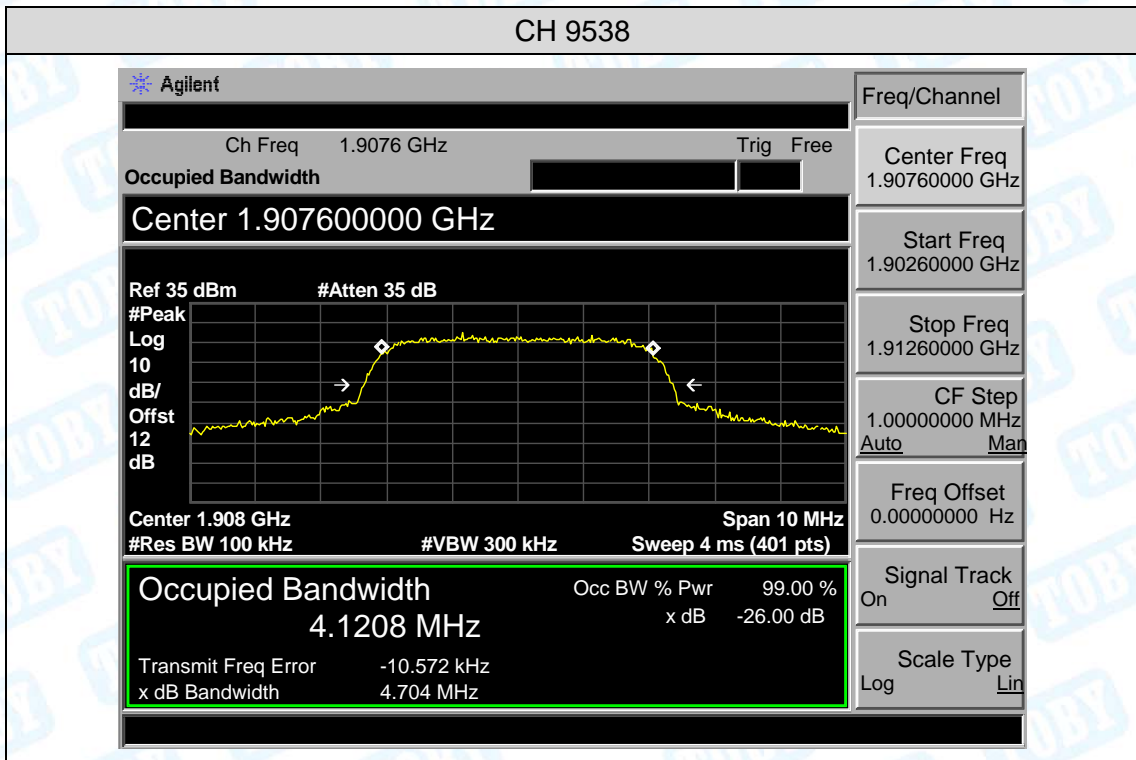 CH 9538
Agilent
Freq/Channel
Ch Freq 1.9076 GHz Trig Free
Occupied Bandwidth
Center 1.907600000 GHz
Ref 35 dBm #Atten 35 dB
#Peak
Log
10
dB/
Offst
12
dB
Center 1.908 GHz Span 10 MHz
#Res BW 100 kHz #VBW 300 kHz Sweep 4 ms (401 pts)
Occupied Bandwidth
4.1208 MHz
Occ BW % Pwr 99.00 %
x dB -26.00 dB
Transmit Freq Error -10.572 kHz
x dB Bandwidth 4.704 MHz
Center Freq
1.90760000 GHz
Start Freq
1.90260000 GHz
Stop Freq
1.91260000 GHz
CF Step
1.00000000 MHz
Auto Man
Freq Offset
0.00000000 Hz
Signal Track
On Off
Scale Type
Log Lin
TOBY